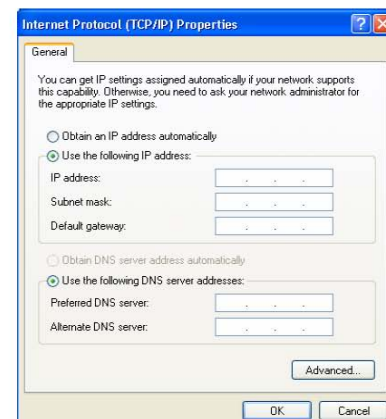 Internet Protocol (TCP/IP) Properties
General
You can get IP settings assigned automatically if your network supports
this capability. Otherwise, you need to ask your network administrator for
the appropriate IP settings.
Obtain an IP address automatically
Use the following IP address:
IP address:
Subnet mask:
Default gateway:
Obtain DNS server address automatically
Use the following DNS server addresses:
Preferred DNS server:
Alternate DNS server:
Advanced...
OK Cancel